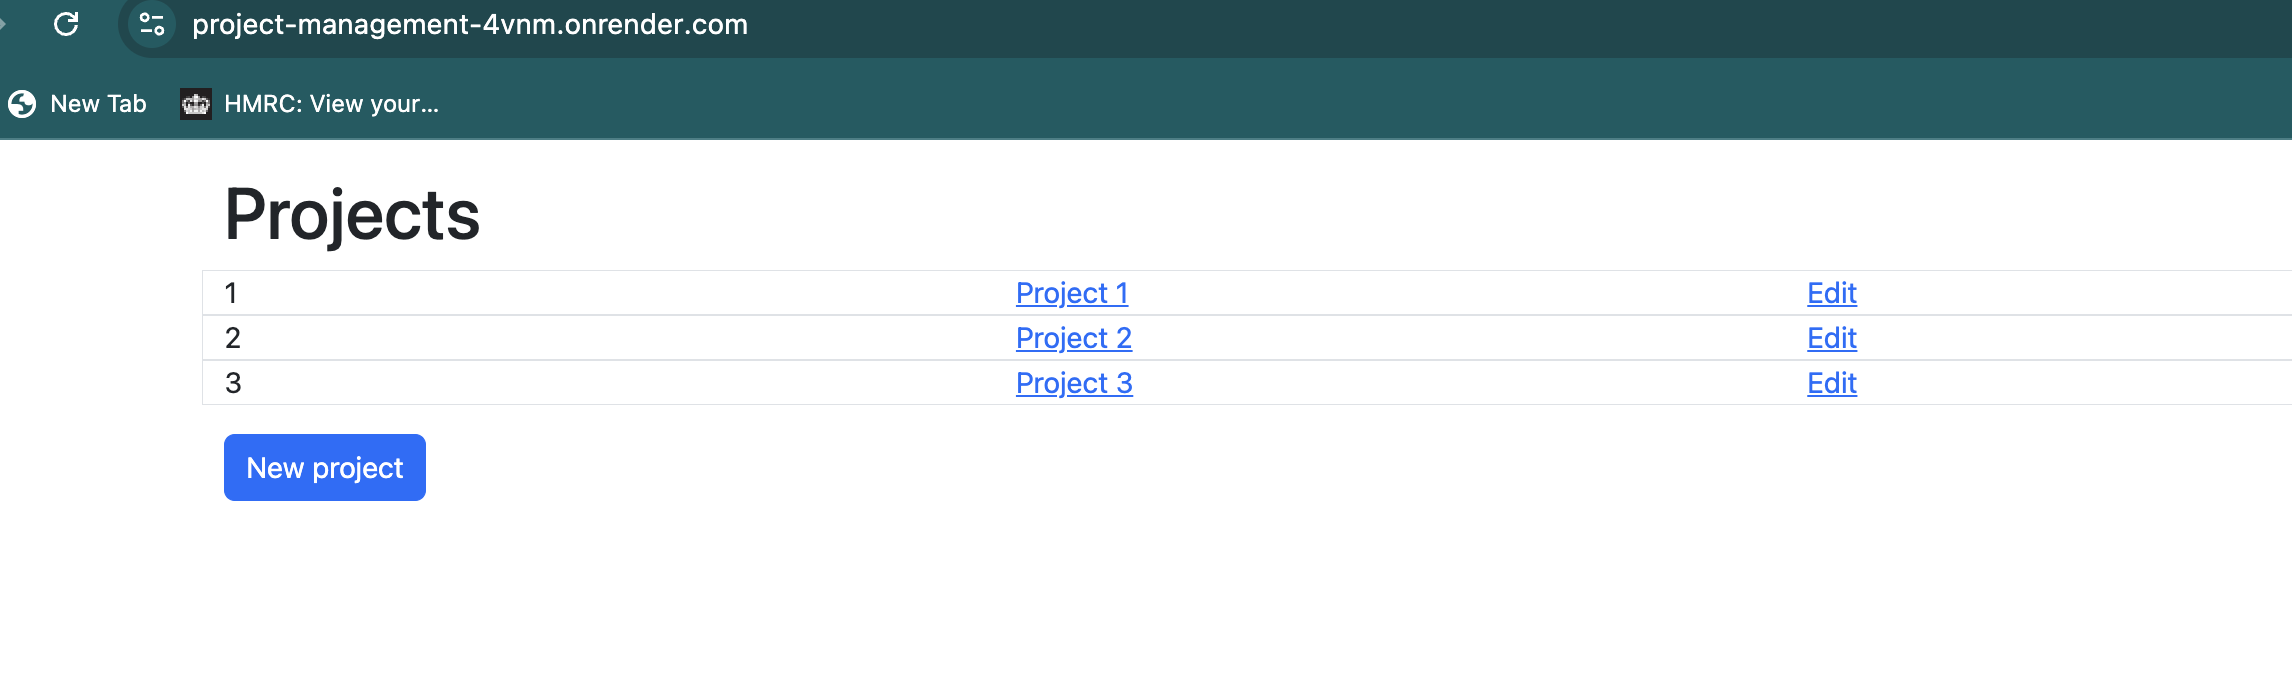 project-management-4vnm.onrender.com
New Tab HMRC: View your...
Projects
1 Project 1 Edit
2 Project 2 Edit
3 Project 3 Edit
New project